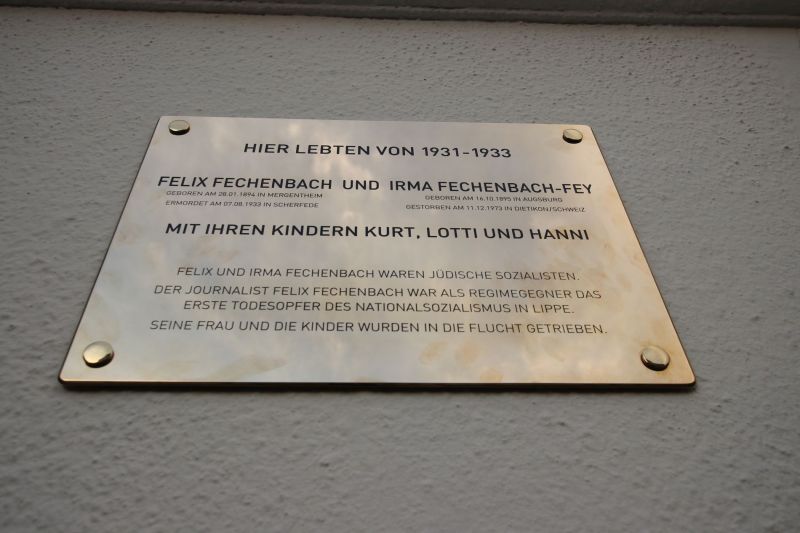 HIER LEBTEN VON 1931-1933
FELIX FECHENBACH UND IRMA FECHENBACH-FEY
GEBOREN AM 28.01.1894 IN MERGENTHEIM GEBOREN AM 16.10.1895 IN AUGSBURG
ERMORDET AM 07.08.1933 IN SCHERFEDE GESTORBEN AM 11.12.1973 IN DIETIKON/SCHWEIZ
MIT IHREN KINDERN KURT, LOTTI UND HANNI
FELIX UND IRMA FECHENBACH WAREN JÜDISCHE SOZIALISTEN.
DER JOURNALIST FELIX FECHENBACH WAR ALS REGIMEGEGNER DAS
ERSTE TODESOPFER DES NATIONALSOZIALISMUS IN LIPPE.
SEINE FRAU UND DIE KINDER WURDEN IN DIE FLUCHT GETRIEBEN.